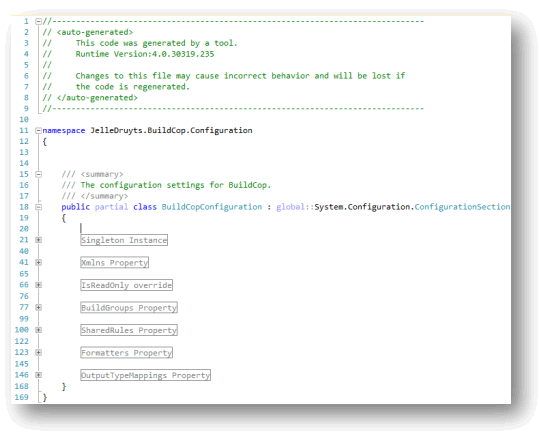 1 //-----------------------------------------------------------------------------
2 // <auto-generated>
3 //     This code was generated by a tool.
4 //     Runtime Version:4.0.30319.235
5 //
6 //     Changes to this file may cause incorrect behavior and will be lost if
7 //     the code is regenerated.
8 // </auto-generated>
9 //-----------------------------------------------------------------------------
10
11 namespace JelleDruyts.BuildCop.Configuration
12 {
13
14
15     /// <summary>
16     /// The configuration settings for BuildCop.
17     /// </summary>
18     public partial class BuildCopConfiguration : global::System.Configuration.ConfigurationSection
19     {
20
21         Singleton Instance
40
41         Xmlns Property
65
66         IsReadOnly override
76
77         BuildGroups Property
99
100         SharedRules Property
122
123         Formatters Property
145
146         OutputTypeMappings Property
168     }
169 }